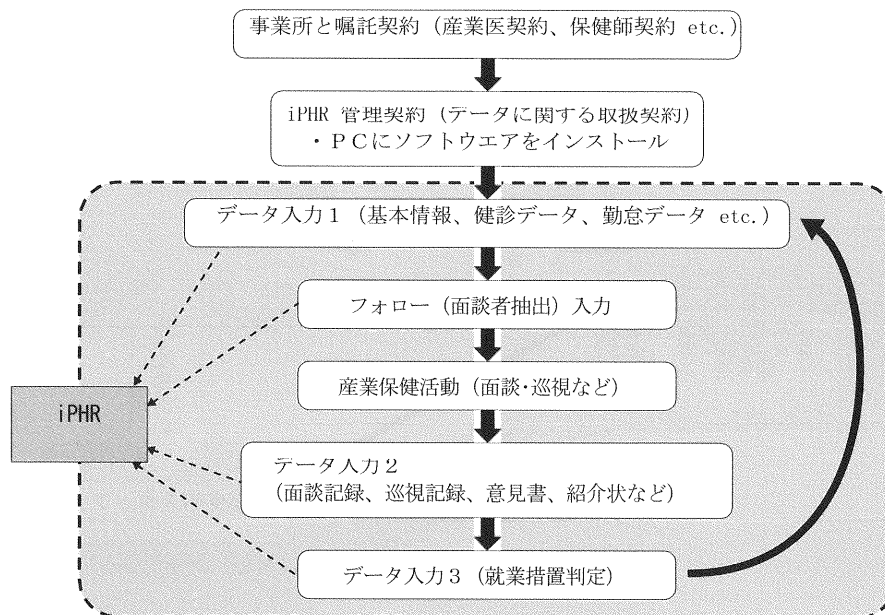 事業所と嘱託契約（産業医契約、保健師契約 etc.）
iPHR 管理契約（データに関する取扱契約）
・ＰＣにソフトウエアをインストール
データ入力１（基本情報、健診データ、勤怠データ etc.）
フォロー（面談者抽出）入力
産業保健活動（面談・巡視など）
iPHR
データ入力２
（面談記録、巡視記録、意見書、紹介状など）
データ入力３（就業措置判定）